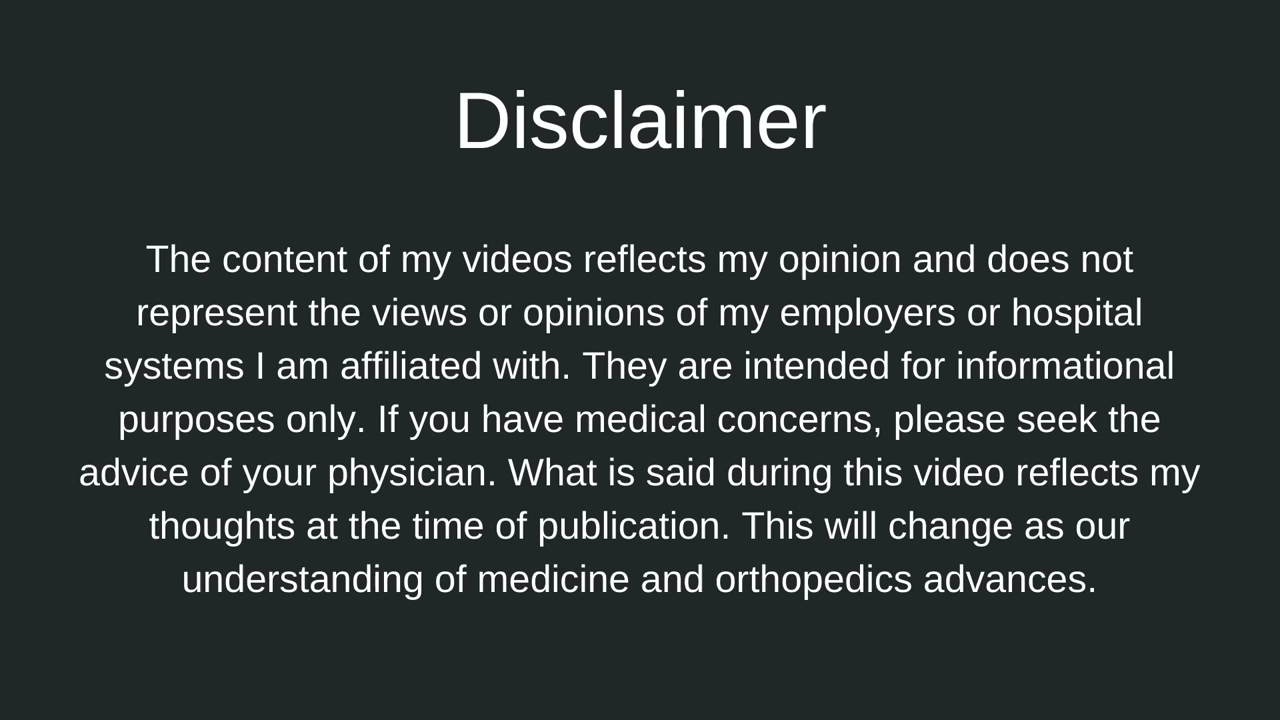 Disclaimer
The content of my videos reflects my opinion and does not
represent the views or opinions of my employers or hospital
systems I am affiliated with. They are intended for informational
purposes only. If you have medical concerns, please seek the
advice of your physician. What is said during this video reflects my
thoughts at the time of publication. This will change as our
understanding of medicine and orthopedics advances.